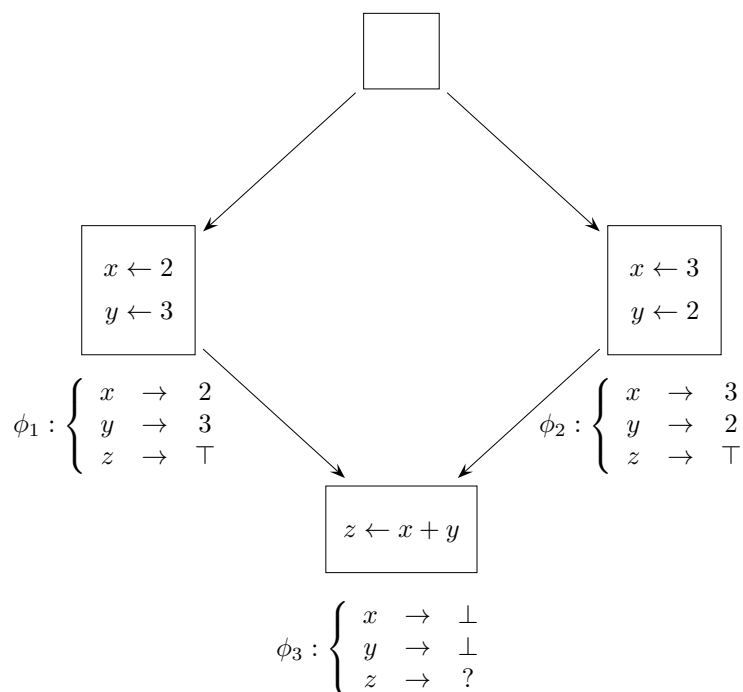 x ← 2
y ← 3
x ← 3
y ← 2
ϕ₁ : { x → 2
y → 3
z → ⊤
ϕ₂ : { x → 3
y → 2
z → ⊤
z ← x + y
ϕ₃ : { x → ⊥
y → ⊥
z → ?